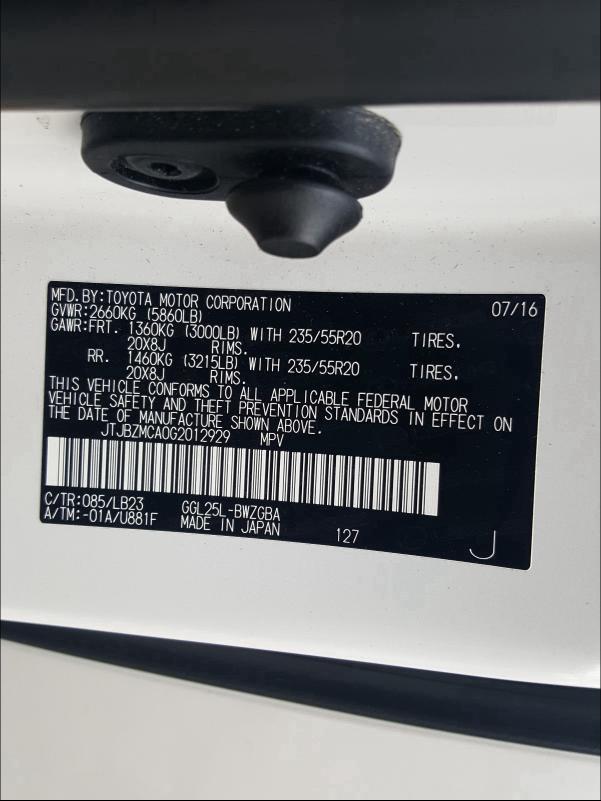 MFD.BY:TOYOTA MOTOR CORPORATION 07/16
GVWR:2660KG (5860LB)
GAWR:FRT. 1360KG (3000LB) WITH 235/55R20 TIRES,
20X8J RIMS.
RR. 1460KG (3215LB) WITH 235/55R20 TIRES,
20X8J RIMS.
THIS VEHICLE CONFORMS TO ALL APPLICABLE FEDERAL MOTOR
VEHICLE SAFETY AND THEFT PREVENTION STANDARDS IN EFFECT ON
THE DATE OF MANUFACTURE SHOWN ABOVE.
JTJBZMCA0G2012929 MPV
C/TR:085/LB23 GGL25L-BWZGBA
A/TM:-01A/U881F MADE IN JAPAN 127 J